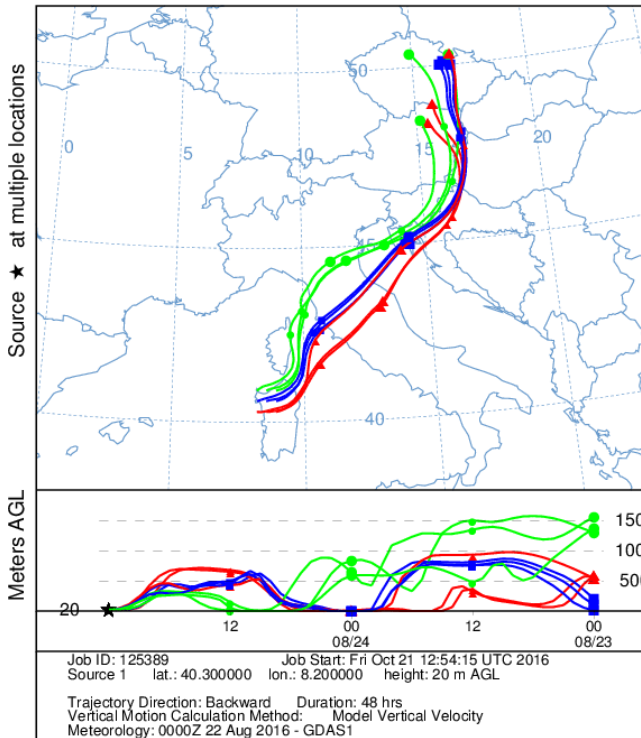 Source ★ at multiple locations
50
0
5
15
20
40
Meters AGL
150
100
500
20
12
00
12
00
08/24
08/23
Job ID: 125389 Job Start: Fri Oct 21 12:54:15 UTC 2016
Source 1 lat.: 40.300000 lon.: 8.200000 height: 20 m AGL
Trajectory Direction: Backward Duration: 48 hrs
Vertical Motion Calculation Method: Model Vertical Velocity
Meteorology: 0000Z 22 Aug 2016 - GDAS1